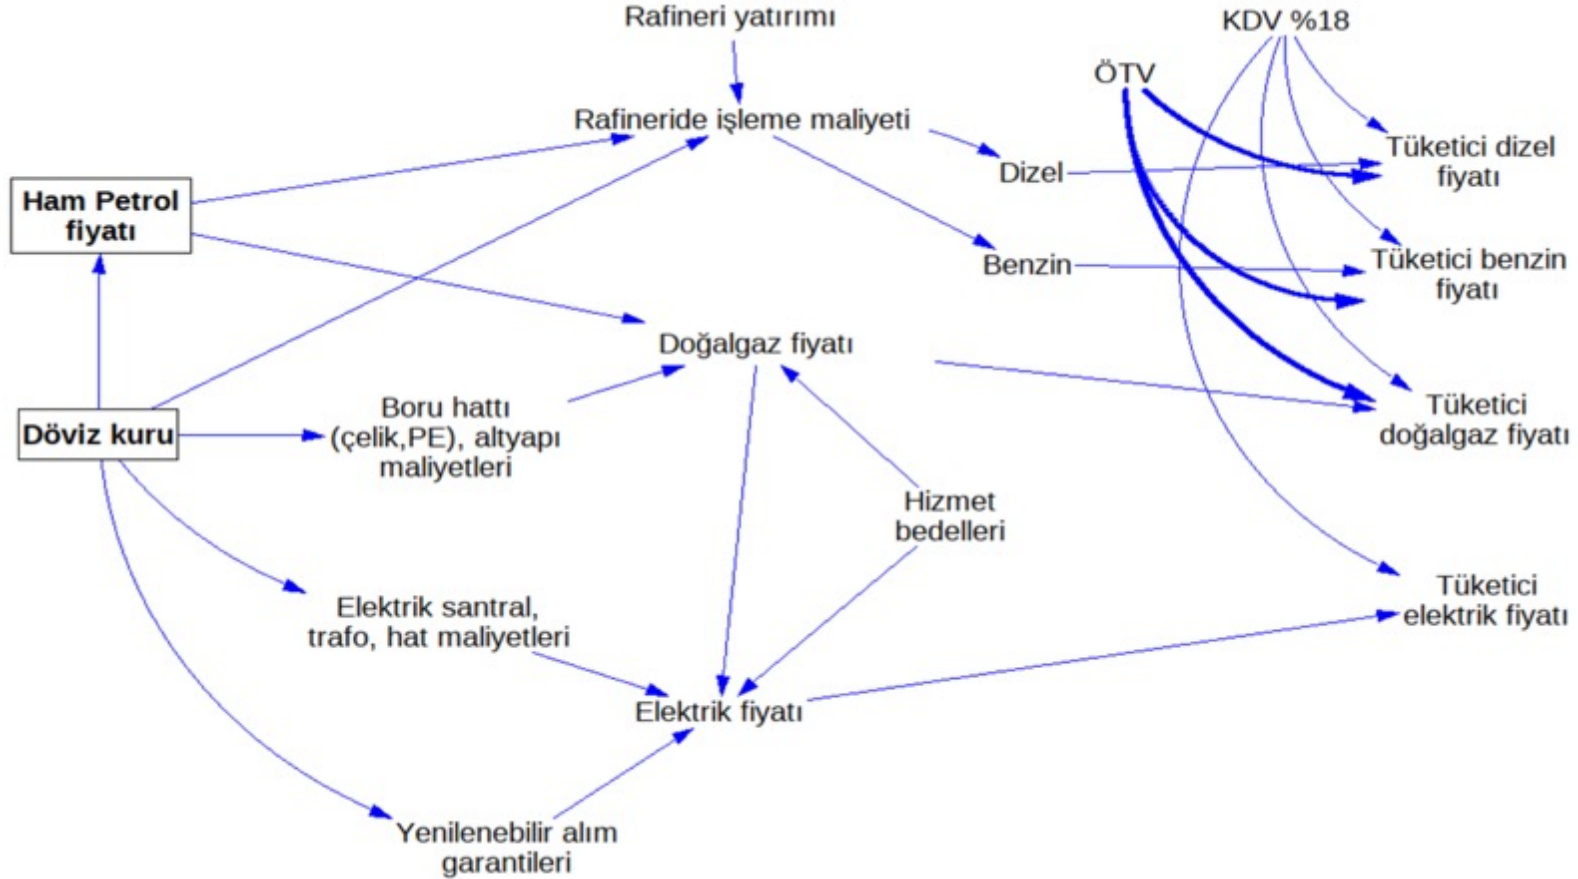 Rafineri yatırımı
KDV %18
ÖTV
Rafineride işleme maliyeti
Tüketici dizel
fiyatı
Dizel
Ham Petrol
fiyatı
Benzin
Tüketici benzin
fiyatı
Doğalgaz fiyatı
Boru hattı
(çelik,PE), altyapı
maliyetleri
Döviz kuru
Tüketici
doğalgaz fiyatı
Hizmet
bedelleri
Elektrik santral,
trafo, hat maliyetleri
Tüketici
elektrik fiyatı
Elektrik fiyatı
Yenilenebilir alım
garantileri